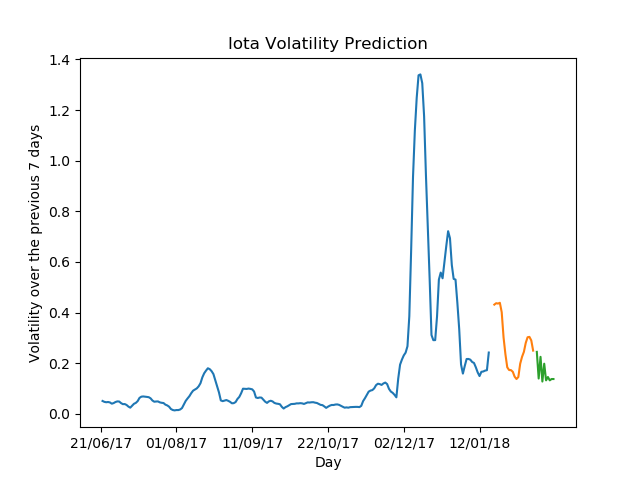 Iota Volatility Prediction
Volatility over the previous 7 days
1.4
1.2
1.0
0.8
0.6
0.4
0.2
0.0
21/06/17 01/08/17 11/09/17 22/10/17 02/12/17 12/01/18
Day